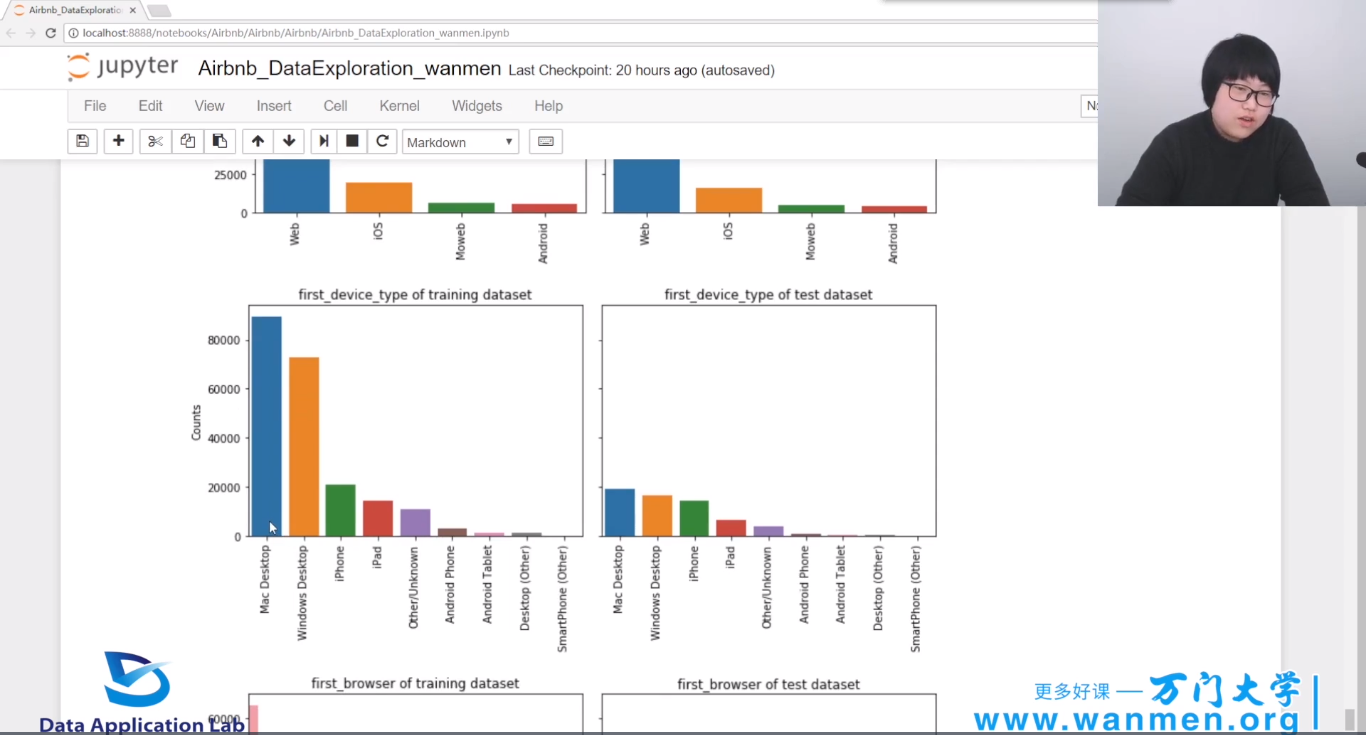 Airbnb_DataExploratio
localhost:8888/notebooks/Airbnb/Airbnb/Airbnb/Airbnb_DataExploration_wanmen.ipynb
jupyter Airbnb_DataExploration_wanmen Last Checkpoint: 20 hours ago (autosaved)
File Edit View Insert Cell Kernel Widgets Help
Markdown
25000
0
Web iOS Moweb Android Web iOS Moweb Android
first_device_type of training dataset first_device_type of test dataset
80000
60000
40000
20000
0
Counts
Mac Desktop Windows Desktop iPhone iPad Other/Unknown Android Phone Android Tablet Desktop (Other) SmartPhone (Other)
Mac Desktop Windows Desktop iPhone iPad Other/Unknown Android Phone Android Tablet Desktop (Other) SmartPhone (Other)
first_browser of training dataset first_browser of test dataset
60000
Data Application Lab
更多好课 — 万门大学
www.wanmen.org